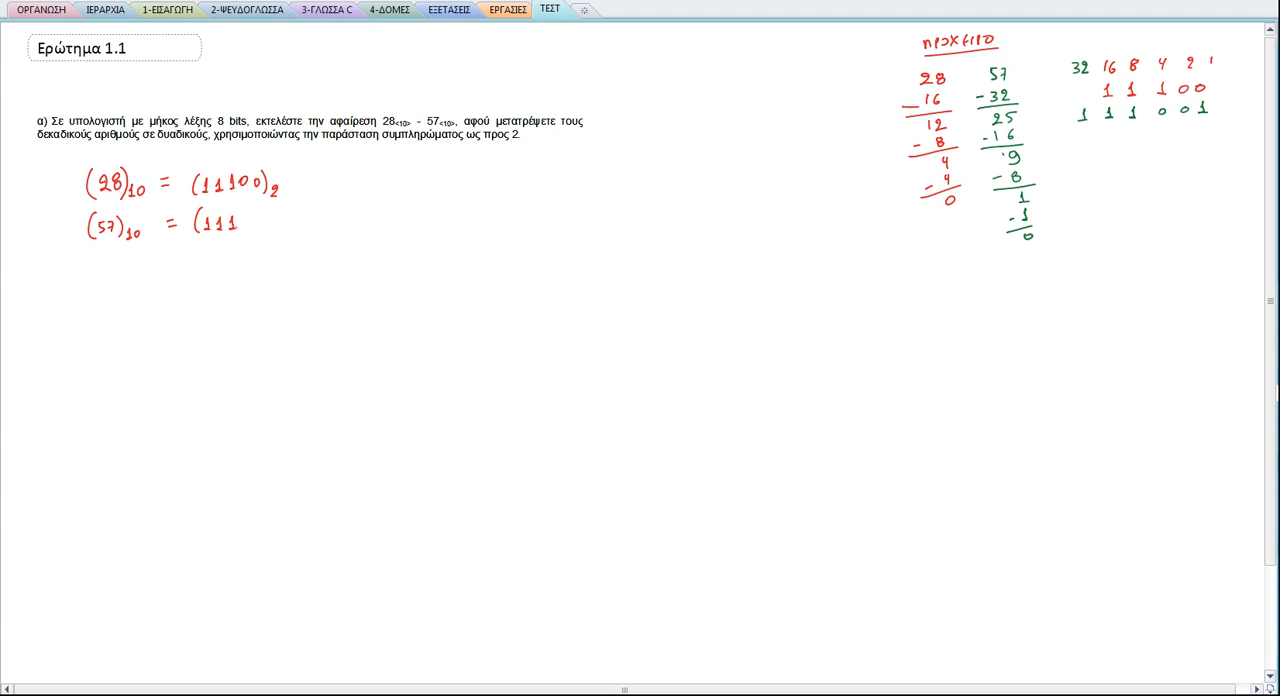 ΟΡΓΑΝΩΣΗ ΙΕΡΑΡΧΙΑ 1-ΕΙΣΑΓΩΓΗ 2-ΨΕΥΔΟΓΛΩΣΣΑ 3-ΓΛΩΣΣΑ C 4-ΔΟΜΕΣ ΕΞΕΤΑΣΕΙΣ ΕΡΓΑΣΙΕΣ ΤΕΣΤ
Ερώτημα 1.1
α) Σε υπολογιστή με μήκος λέξης 8 bits, εκτελέστε την αφαίρεση 28<10> - 57<10>, αφού μετατρέψετε τους
δεκαδικούς αριθμούς σε δυαδικούς, χρησιμοποιώντας την παράσταση συμπληρώματος ως προς 2.
(28)10 = (11100)2
(57)10 = (111
ΠΡΟΧΕΙΡΟ
28
- 16
12
- 8
4
- 4
0
57
- 32
25
- 16
9
- 8
1
- 1
0
32 16 8 4 2 1
1 1 1 0 0
1 1 1 0 0 1